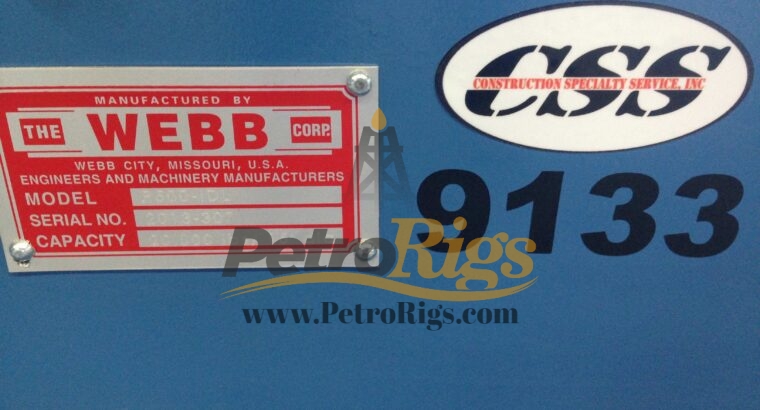 MANUFACTURED BY
THE WEBB CORP.
WEBB CITY, MISSOURI, U.S.A.
ENGINEERS AND MACHINERY MANUFACTURERS
MODEL
SERIAL NO.
CAPACITY
CSS
CONSTRUCTION SPECIALTY SERVICE, INC
9133
PetroRigs
www.PetroRigs.com